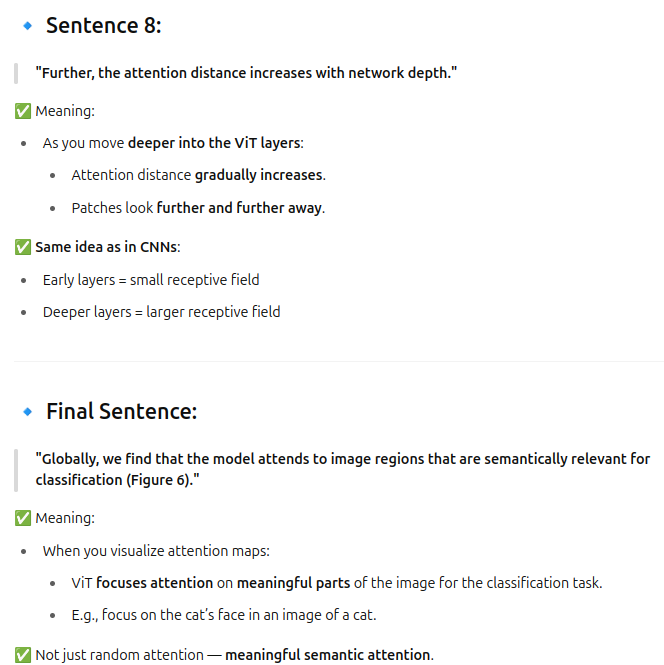 🔹 Sentence 8:
"Further, the attention distance increases with network depth."
✅ Meaning:
• As you move deeper into the ViT layers:
• Attention distance gradually increases.
• Patches look further and further away.
✅ Same idea as in CNNs:
• Early layers = small receptive field
• Deeper layers = larger receptive field
🔹 Final Sentence:
"Globally, we find that the model attends to image regions that are semantically relevant for
classification (Figure 6)."
✅ Meaning:
• When you visualize attention maps:
• ViT focuses attention on meaningful parts of the image for the classification task.
• E.g., focus on the cat’s face in an image of a cat.
✅ Not just random attention — meaningful semantic attention.